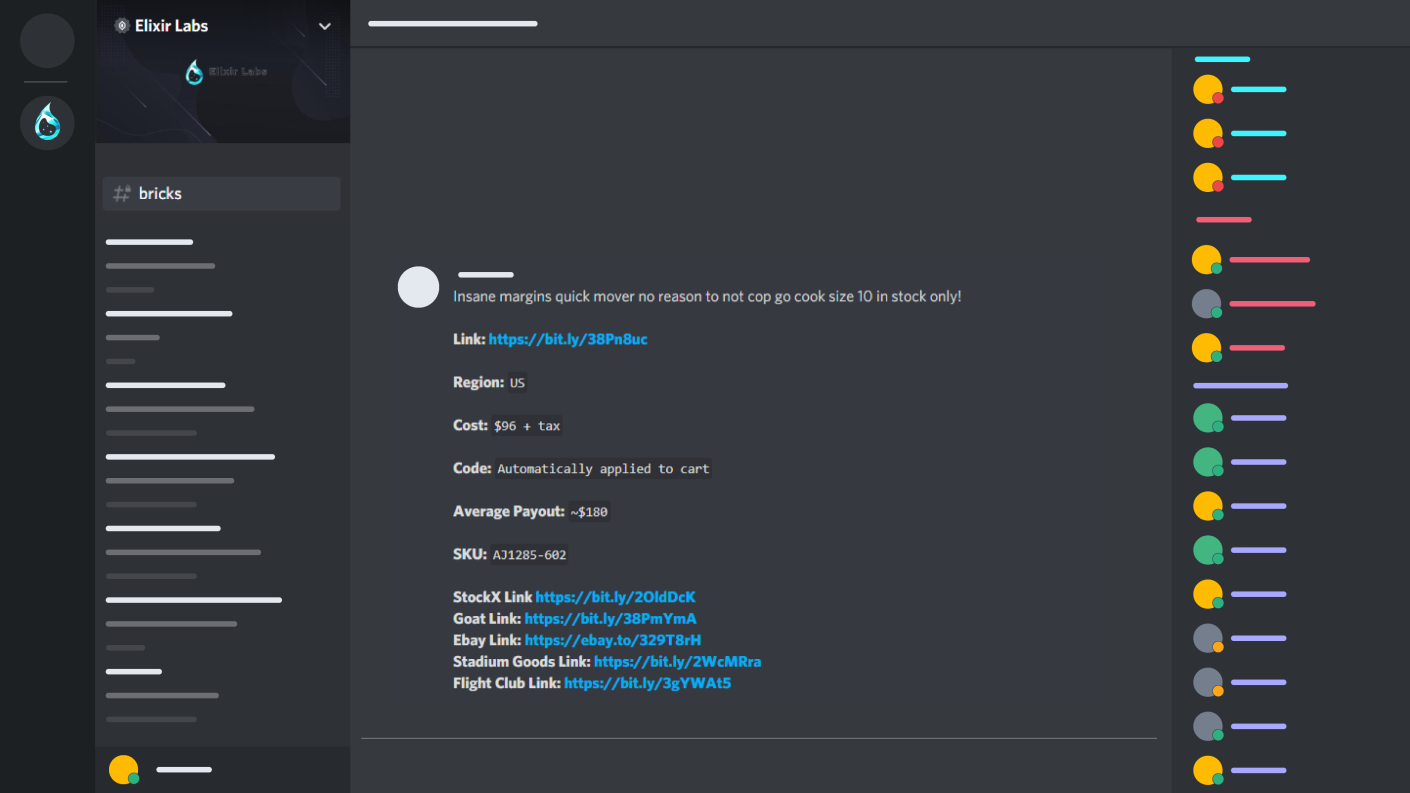 Elixir Labs
Elixir Labs
bricks
Insane margins quick mover no reason to not cop go cook size 10 in stock only!
Link: https://bit.ly/38Pn8uc
Region: US
Cost: $96 + tax
Code: Automatically applied to cart
Average Payout: ~$180
SKU: AJ1285-602
StockX Link https://bit.ly/2OldDcK
Goat Link: https://bit.ly/38PmYmA
Ebay Link: https://ebay.to/329T8rH
Stadium Goods Link: https://bit.ly/2WcMRra
Flight Club Link: https://bit.ly/3gYWAt5